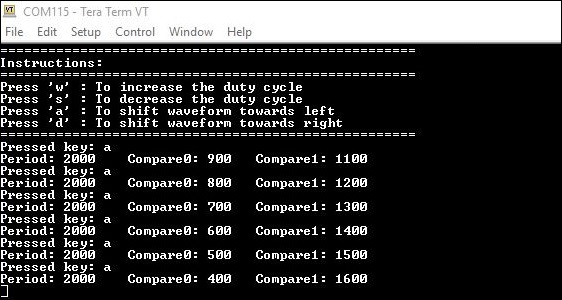 COM115 - Tera Term VT
File Edit Setup Control Window Help
==================================================
Instructions:
==================================================
Press 'w' : To increase the duty cycle
Press 's' : To decrease the duty cycle
Press 'a' : To shift waveform towards left
Press 'd' : To shift waveform towards right
==================================================
Pressed key: a
Period: 2000 Compare0: 900 Compare1: 1100
Pressed key: a
Period: 2000 Compare0: 800 Compare1: 1200
Pressed key: a
Period: 2000 Compare0: 700 Compare1: 1300
Pressed key: a
Period: 2000 Compare0: 600 Compare1: 1400
Pressed key: a
Period: 2000 Compare0: 500 Compare1: 1500
Pressed key: a
Period: 2000 Compare0: 400 Compare1: 1600